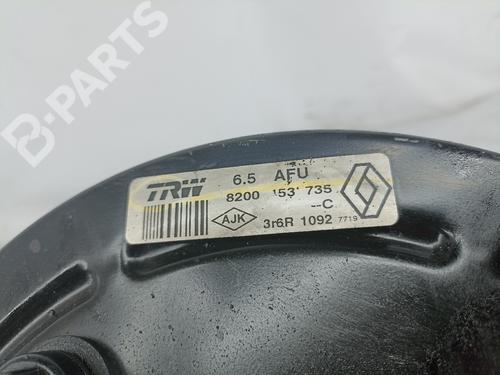 B-PARTS
TRW 6.5 AFU
8200 153 735
--C
AJK 3r6R 1092 7719